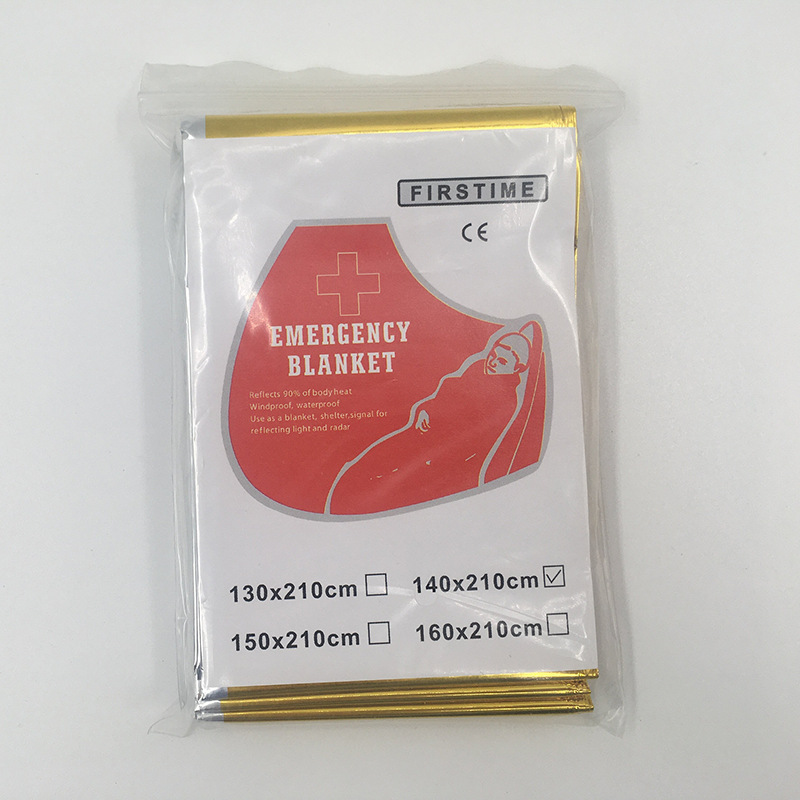 FIRSTIME
CE
EMERGENCY
BLANKET
Reflects 90% of body heat
Windproof, waterproof
Use as a blanket, shelter,signal for
reflecting light and radar
130x210cm 140x210cm
150x210cm 160x210cm